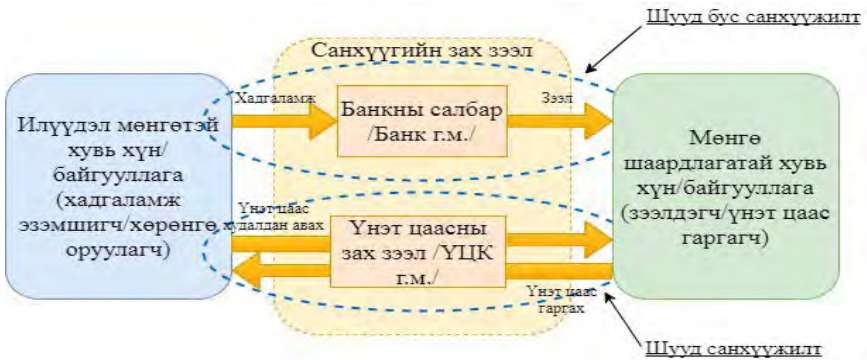 Шууд бус санхүүжилт
Санхүүгийн зах зээл
Илүүдэл мөнгөтэй
хувь хүн/
байгууллага
(хадгаламж
эзэмшигч/хөрөнгө
оруулагч)
Хадгаламж
Банкны салбар
/Банк г.м./
Зээл
Мөнгө
шаардлагатай хувь
хүн/байгууллага
(зээлдэгч/үнэт цаас
гаргагч)
Үнэт цаас
худалдан авах
Үнэт цаасны
зах зээл /ҮЦК
г.м./
Үнэт цаас
гаргах
Шууд санхүүжилт